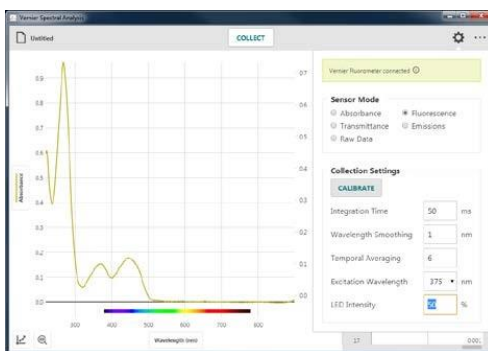 Vernier Spectral Analysis
Untitled
COLLECT
Vernier Fluorometer connected
Sensor Mode
Absorbance
Fluorescence
Transmittance
Emissions
Raw Data
Collection Settings
CALIBRATE
Integration Time 50 ms
Wavelength Smoothing 1 nm
Temporal Averaging 6
Excitation Wavelength 375 nm
LED Intensity 50 %
Absorbance
0.9
0.8
0.7
0.6
0.5
0.4
0.3
0.2
0.1
0.0
0.7
0.6
0.5
0.4
0.3
0.2
0.1
0.0
300 400 500 600 700 800
Wavelength (nm)
17